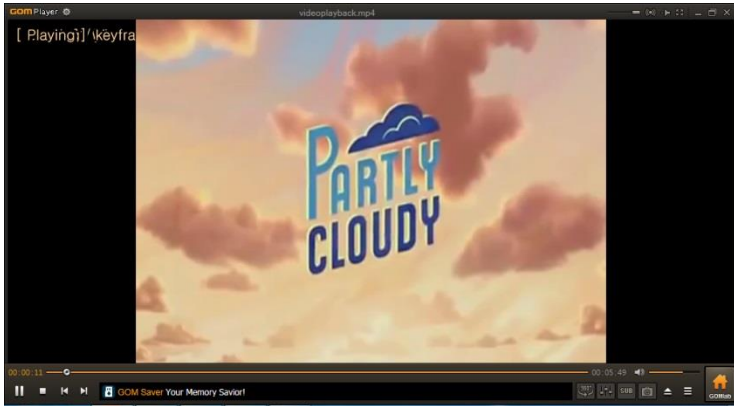 GOM Player
videoplayback.mp4
[ Playing ]
PARTLY
CLOUDY
00:00:11
00:05:49
GOM Saver Your Memory Savior!
360°
SUB
GOMlab